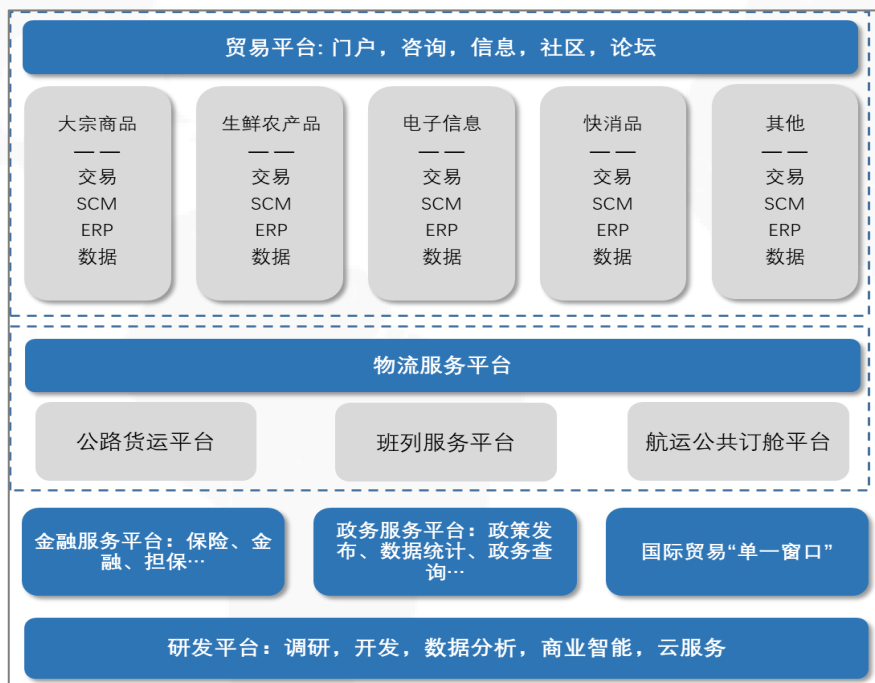 贸易平台: 门户，咨询，信息，社区，论坛
大宗商品
——
交易
SCM
ERP
数据
生鲜农产品
——
交易
SCM
ERP
数据
电子信息
——
交易
SCM
ERP
数据
快消品
——
交易
SCM
ERP
数据
其他
——
交易
SCM
ERP
数据
物流服务平台
公路货运平台
班列服务平台
航运公共订舱平台
金融服务平台：保险、金
融、担保…
政务服务平台：政策发
布、数据统计、政务查
询…
国际贸易“单一窗口”
研发平台：调研，开发，数据分析，商业智能，云服务